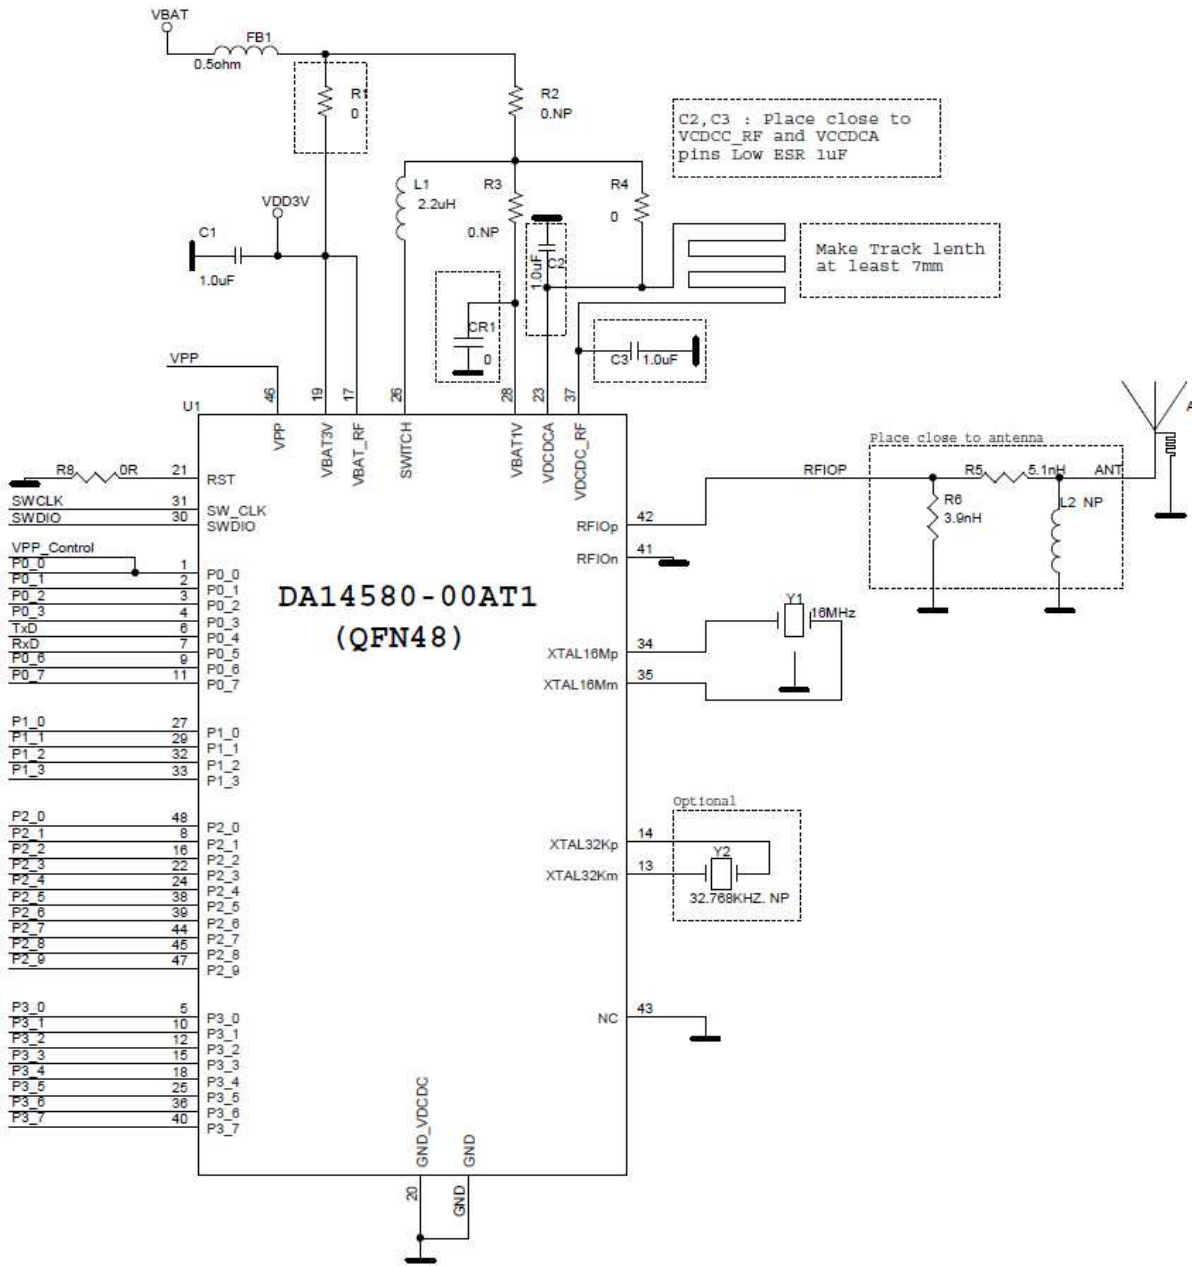 VBAT
FB1
0.5ohm
R1
0
R2
0.NP
C2,C3 : Place close to
VCDCC_RF and VCCDCA
pins Low ESR 1uF
L1
2.2uH
R3
0.NP
R4
0
VDD3V
C1
1.0uF
1.0uF
C2
Make Track lenth
at least 7mm
CR1
0
C3
1.0uF
VPP
46
19
17
26
28
23
37
U1
VPP
VBAT3V
VBAT_RF
SWITCH
VBAT1V
VDCDCA
VDCDC_RF
A
Place close to antenna
R8
0R
21
RST
RFIOP
R5
5.1nH
ANT
SWCLK
31
SW_CLK
SWDIO
30
SWDIO
R6
3.9nH
L2 NP
42
RFIOp
41
RFIOn
VPP_Control
P0_0
1
P0_0
P0_1
2
P0_1
P0_2
3
P0_2
P0_3
4
P0_3
TxD
6
P0_4
RxD
7
P0_5
P0_6
9
P0_6
P0_7
11
P0_7
DA14580-00AT1
(QFN48)
Y1
16MHz
34
XTAL16Mp
35
XTAL16Mm
P1_0
27
P1_0
P1_1
29
P1_1
P1_2
32
P1_2
P1_3
33
P1_3
Optional
P2_0
48
P2_0
P2_1
8
P2_1
P2_2
16
P2_2
P2_3
22
P2_3
P2_4
24
P2_4
P2_5
38
P2_5
P2_6
39
P2_6
P2_7
44
P2_7
P2_8
45
P2_8
P2_9
47
P2_9
14
XTAL32Kp
13
XTAL32Km
Y2
32.768KHZ. NP
P3_0
5
P3_0
P3_1
10
P3_1
P3_2
12
P3_2
P3_3
15
P3_3
P3_4
18
P3_4
P3_5
25
P3_5
P3_6
36
P3_6
P3_7
40
P3_7
43
NC
GND_VDCDC
GND
20
GND